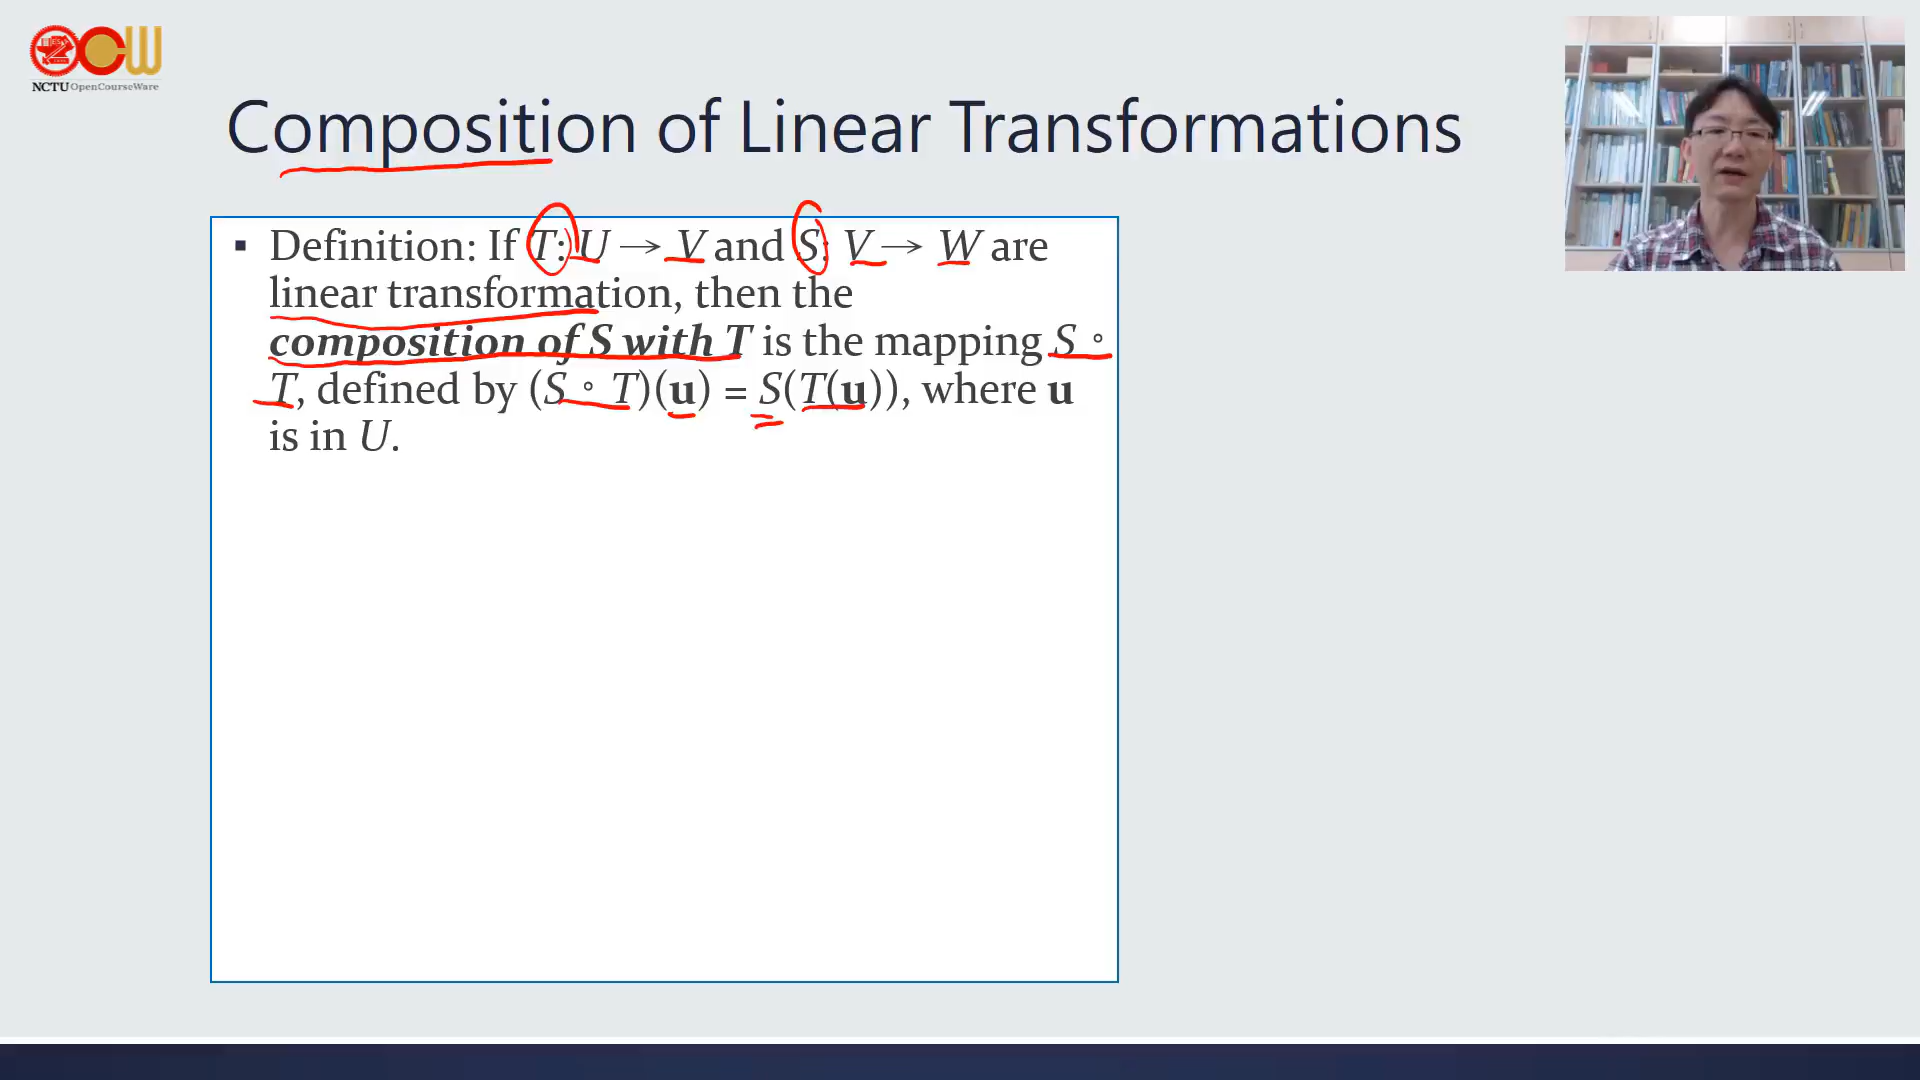 NCTU OpenCourseWare
Composition of Linear Transformations
▪ Definition: If T: U → V and S: V → W are
linear transformation, then the
composition of S with T is the mapping S ∘
T, defined by (S ∘ T)(u) = S(T(u)), where u
is in U.